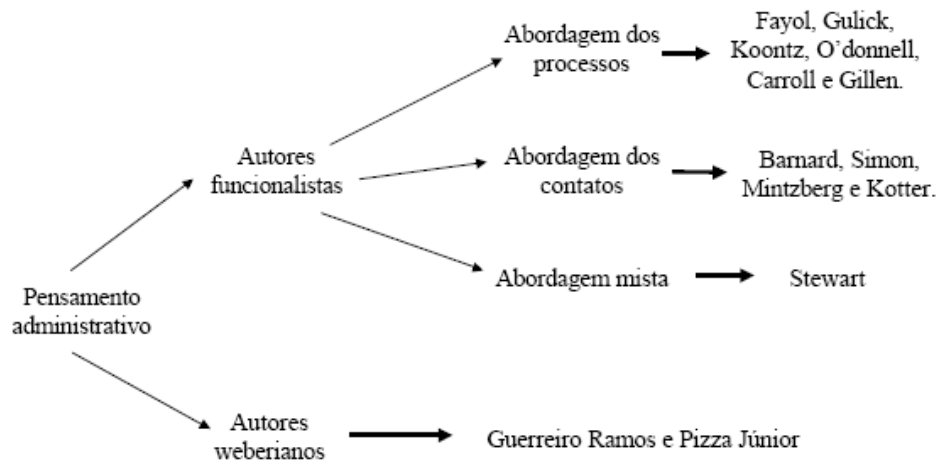 Abordagem dos
processos
Fayol, Gulick,
Koontz, O'donnell,
Carroll e Gillen.
Autores
funcionalistas
Abordagem dos
contatos
Barnard, Simon,
Mintzberg e Kotter.
Abordagem mista
Stewart
Pensamento
administrativo
Autores
weberianos
Guerreiro Ramos e Pizza Júnior